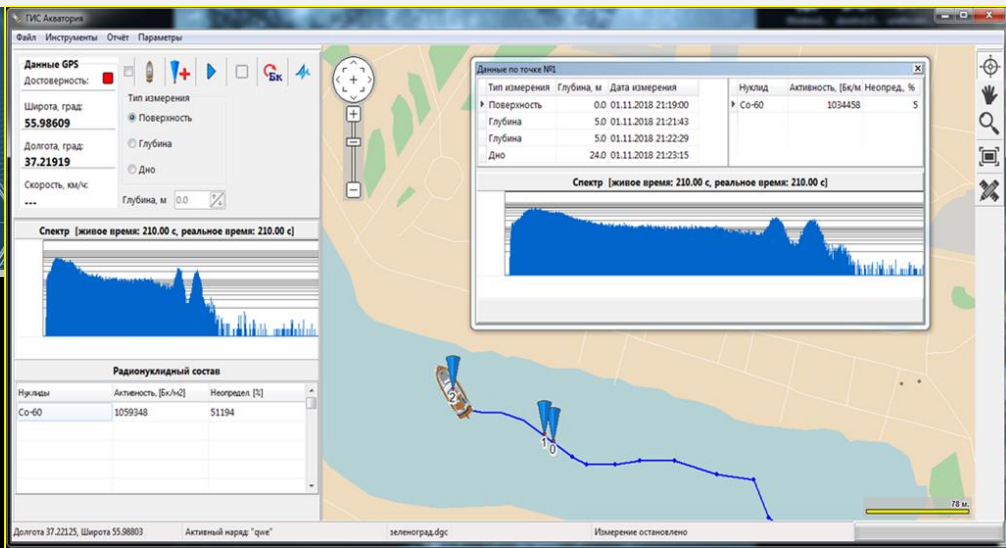 ГИС Акватория
Файл Инструменты Отчёт Параметры
Данные GPS
Достоверность:
Широта, град:
55.98609
Долгота, град:
37.21919
Скорость, км/ч:
---
Бк
Тип измерения
Поверхность
Глубина
Дно
Глубина, м 0.0
Спектр [живое время: 210.00 с, реальное время: 210.00 с]
Радионуклидный состав
Нуклиды Активность, [Бк/м2] Неопредел. [%]
Co-60 1059348 51194
Данные по точке №1
Тип измерения Глубина, м Дата измерения
Поверхность 0.0 01.11.2018 21:19:00
Глубина 5.0 01.11.2018 21:21:43
Глубина 5.0 01.11.2018 21:22:29
Дно 24.0 01.11.2018 21:23:15
Нуклид Активность, [Бк/м Неопред., %
Co-60 1034458 5
Спектр [живое время: 210.00 с, реальное время: 210.00 с]
2
1
0
78 м.
Долгота 37.22125, Широта 55.98803 Активный наряд: "qwe" зеленоград.dgc Измерение остановлено